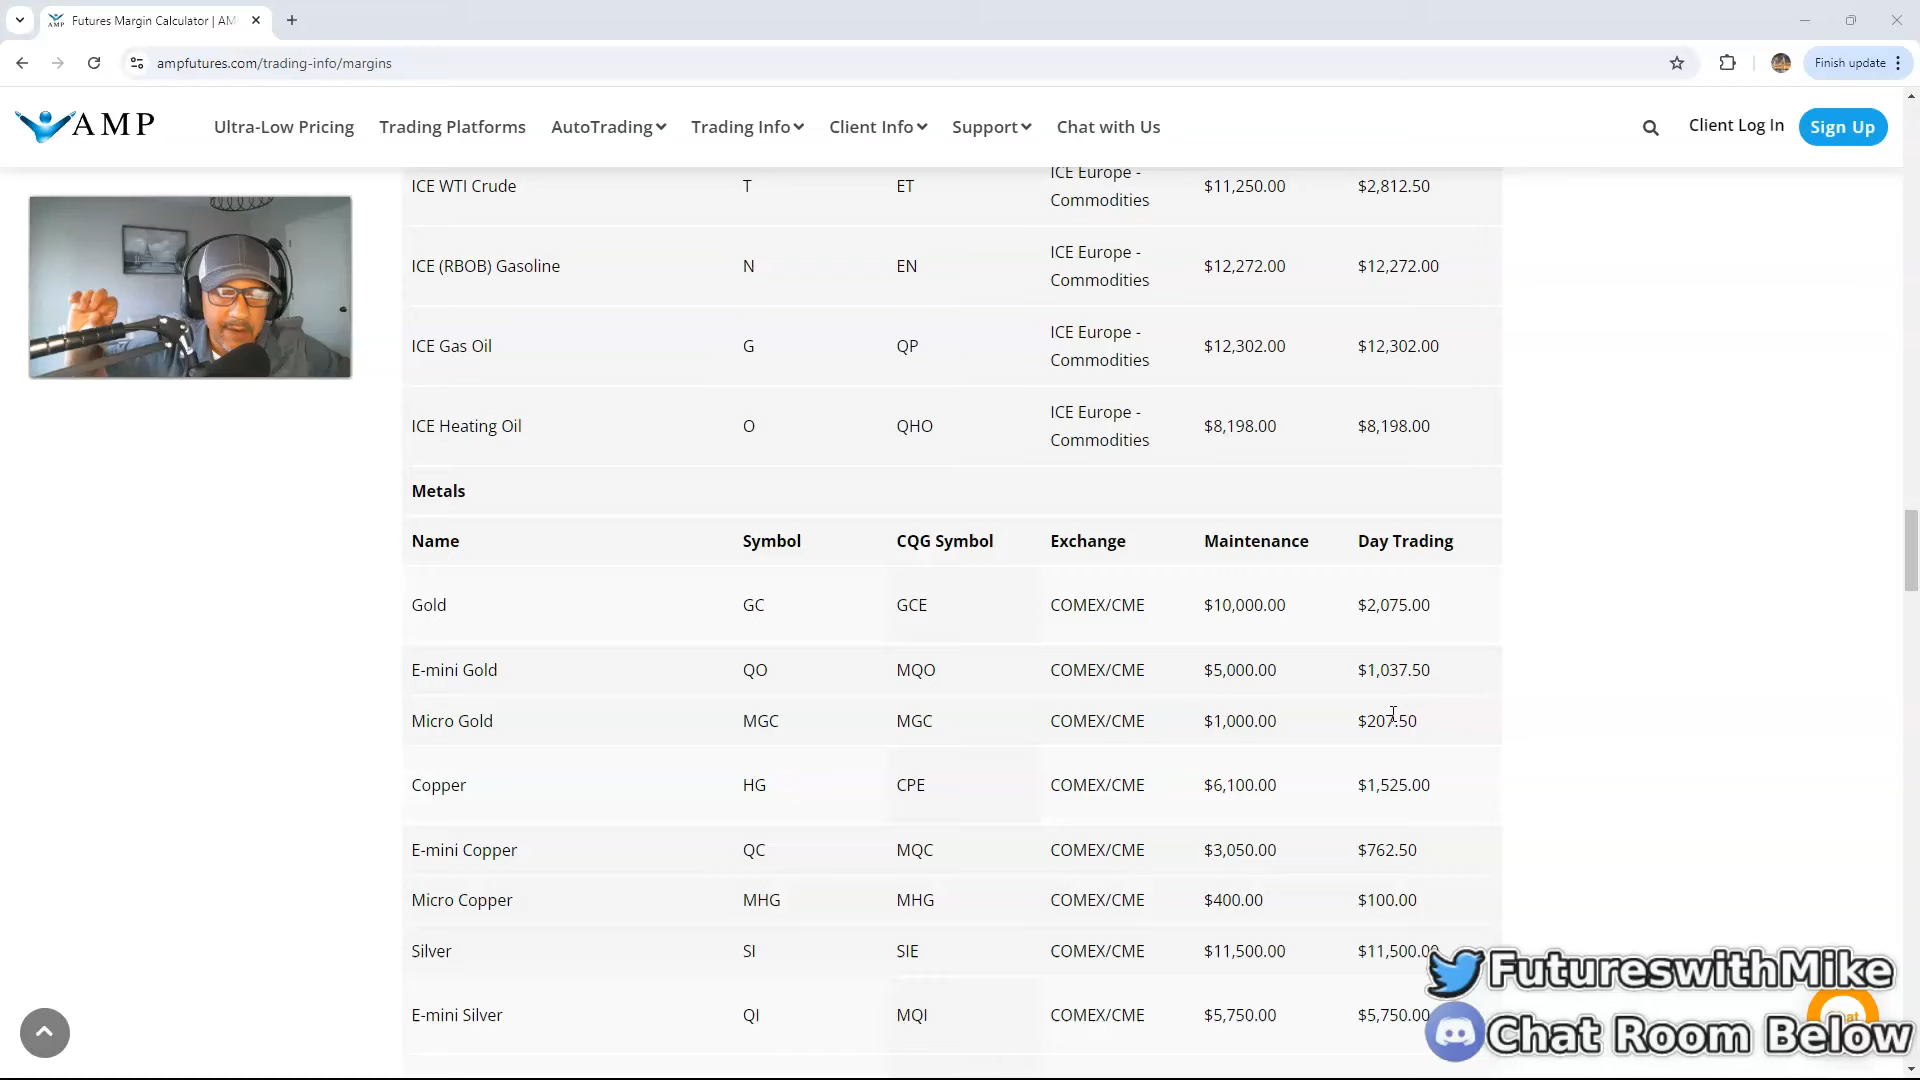 Futures Margin Calculator | AM
Finish update
ampfutures.com/trading-info/margins
AMP
AMP Ultra-Low Pricing Trading Platforms AutoTrading Trading Info Client Info Support Chat with Us Client Log In Sign Up
ICE WTI Crude T ET ICE Europe - Commodities $11,250.00 $2,812.50
ICE (RBOB) Gasoline N EN ICE Europe - Commodities $12,272.00 $12,272.00
ICE Gas Oil G QP ICE Europe - Commodities $12,302.00 $12,302.00
ICE Heating Oil O QHO ICE Europe - Commodities $8,198.00 $8,198.00
Metals
Name Symbol CQG Symbol Exchange Maintenance Day Trading
Gold GC GCE COMEX/CME $10,000.00 $2,075.00
E-mini Gold QO MQO COMEX/CME $5,000.00 $1,037.50
Micro Gold MGC MGC COMEX/CME $1,000.00 $207.50
Copper HG CPE COMEX/CME $6,100.00 $1,525.00
E-mini Copper QC MQC COMEX/CME $3,050.00 $762.50
Micro Copper MHG MHG COMEX/CME $400.00 $100.00
Silver SI SIE COMEX/CME $11,500.00 $11,500.00
E-mini Silver QI MQI COMEX/CME $5,750.00 $5,750.00
FutureswithMike
Chat Room Below